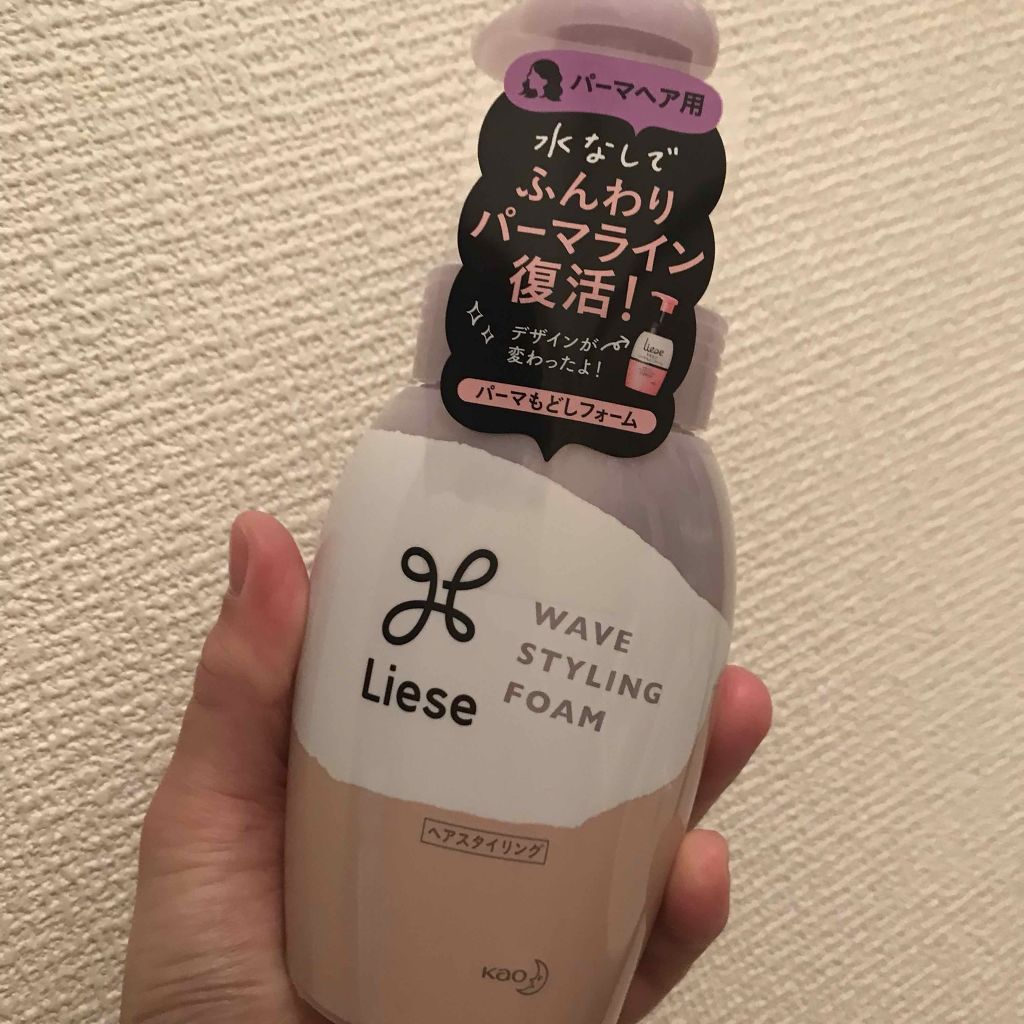 パーマヘア用
水なしで
ふんわり
パーマライン
復活!
デザインが
変わったよ!
Liese
パーマもどしフォーム
Liese
WAVE
STYLING
FOAM
ヘアスタイリング
Kao